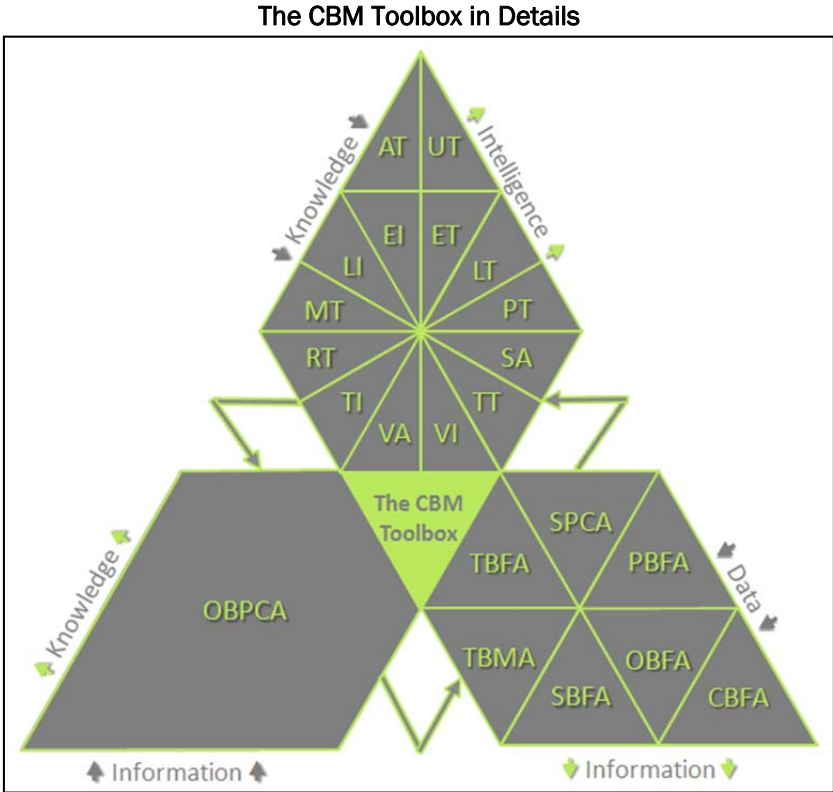 The CBM Toolbox in Details
Knowledge
Intelligence
AT
UT
EI
ET
LI
LT
MT
PT
RT
SA
TI
TT
VA
VI
The CBM
Toolbox
SPCA
TBFA
PBFA
Knowledge
Data
OBPCA
TBMA
OBFA
SBFA
CBFA
Information
Information